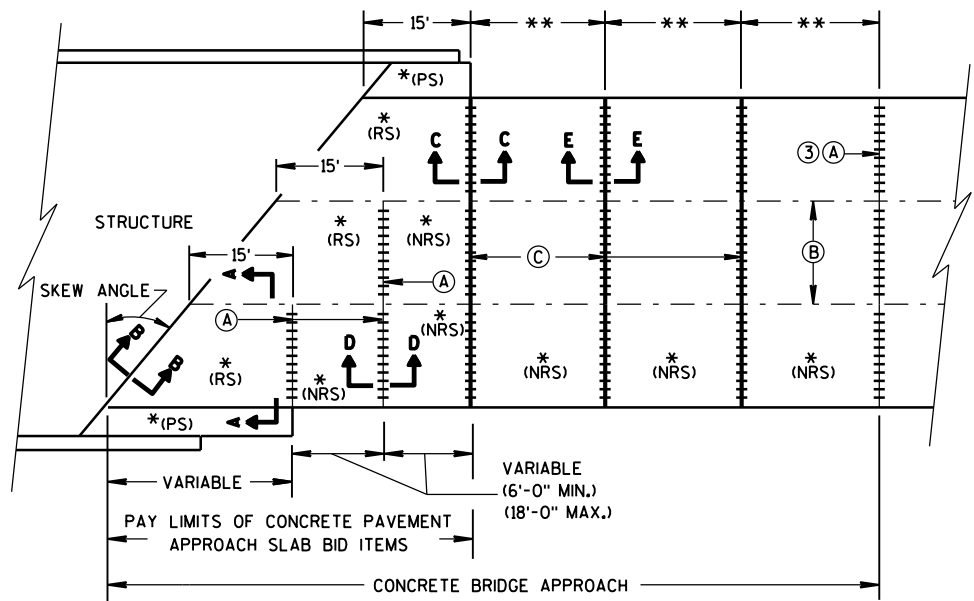 15' ** ** **
*(PS)
*
(RS)
C C E E
3 A
15'
STRUCTURE
*
(RS)
*
(NRS)
C
B
15'
A
A
SKEW ANGLE
A
*
(NRS)
B
B
D D
*
(RS)
*
(NRS)
*
(NRS)
*
(NRS)
*
(NRS)
*(PS)
A
VARIABLE
VARIABLE
(6'-0" MIN.)
(18'-0" MAX.)
PAY LIMITS OF CONCRETE PAVEMENT
APPROACH SLAB BID ITEMS
CONCRETE BRIDGE APPROACH